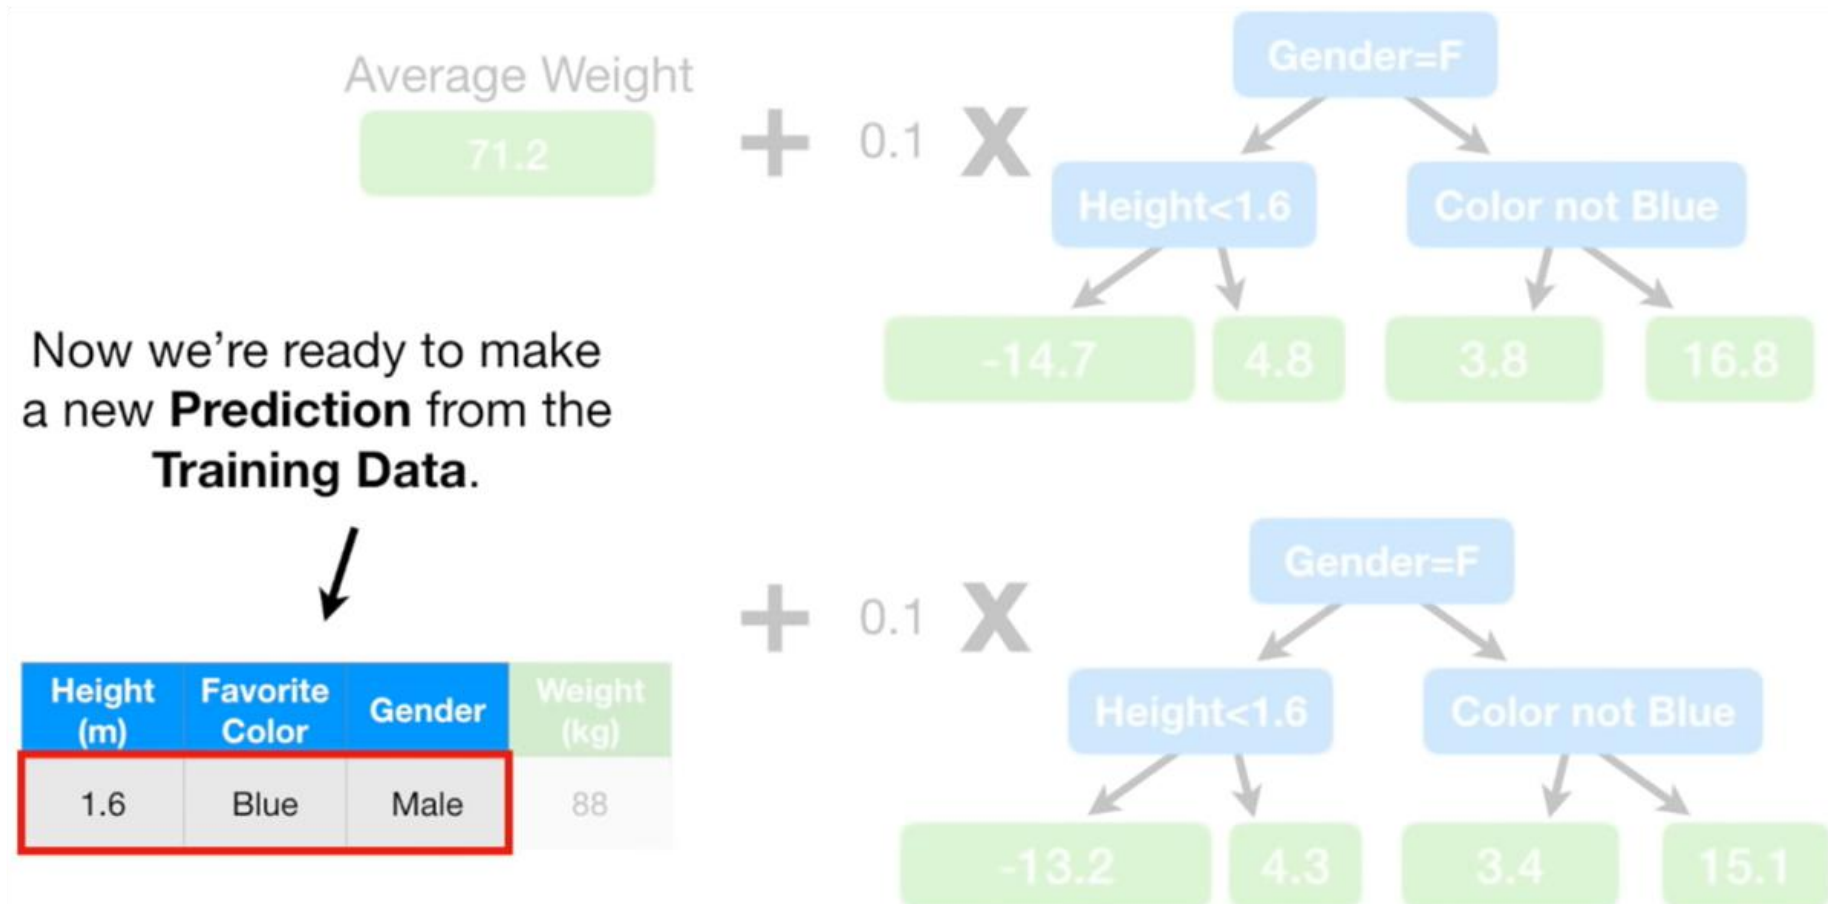 Average Weight
71.2
+ 0.1 X
Gender=F
Height<1.6
Color not Blue
-14.7
4.8
3.8
16.8
Now we’re ready to make
a new Prediction from the
Training Data.
Height
(m)
Favorite
Color
Gender
Weight
(kg)
1.6
Blue
Male
88
+ 0.1 X
Gender=F
Height<1.6
Color not Blue
-13.2
4.3
3.4
15.1